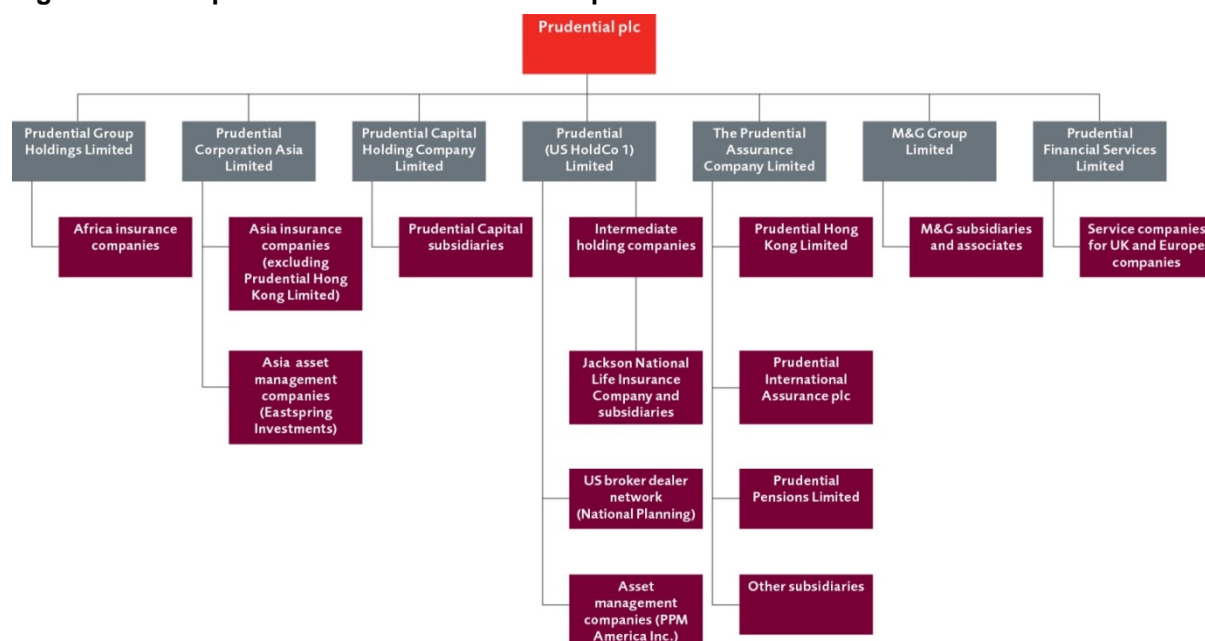 Prudential plc
Prudential Group
Holdings Limited
Prudential
Corporation Asia
Limited
Prudential Capital
Holding Company
Limited
Prudential
(US HoldCo 1)
Limited
The Prudential
Assurance
Company Limited
M&G Group
Limited
Prudential
Financial Services
Limited
Africa insurance
companies
Asia insurance
companies
(excluding
Prudential Hong
Kong Limited)
Prudential Capital
subsidiaries
Intermediate
holding companies
Prudential Hong
Kong Limited
M&G subsidiaries
and associates
Service companies
for UK and Europe
companies
Asia asset
management
companies
(Eastspring
Investments)
Jackson National
Life Insurance
Company and
subsidiaries
Prudential
International
Assurance plc
US broker dealer
network
(National Planning)
Prudential
Pensions Limited
Asset
management
companies (PPM
America Inc.)
Other subsidiaries